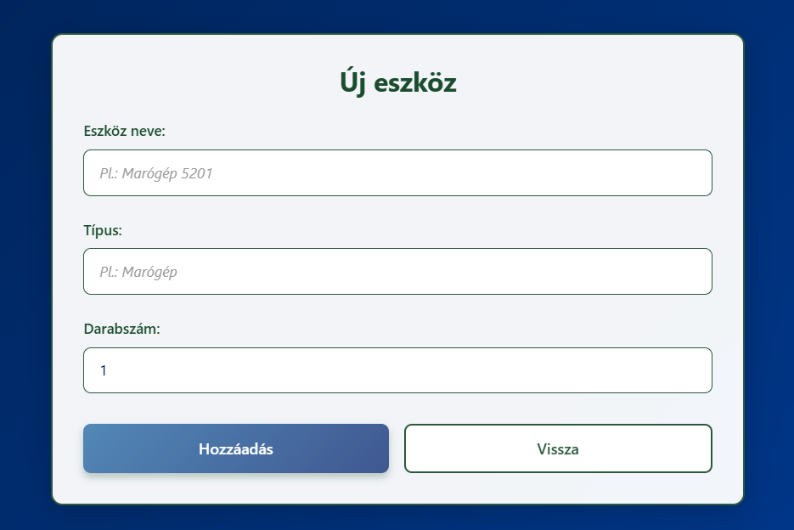 Új eszköz
Eszköz neve:
Pl.: Marógép 5201
Típus:
Pl.: Marógép
Darabszám:
1
Hozzáadás
Vissza